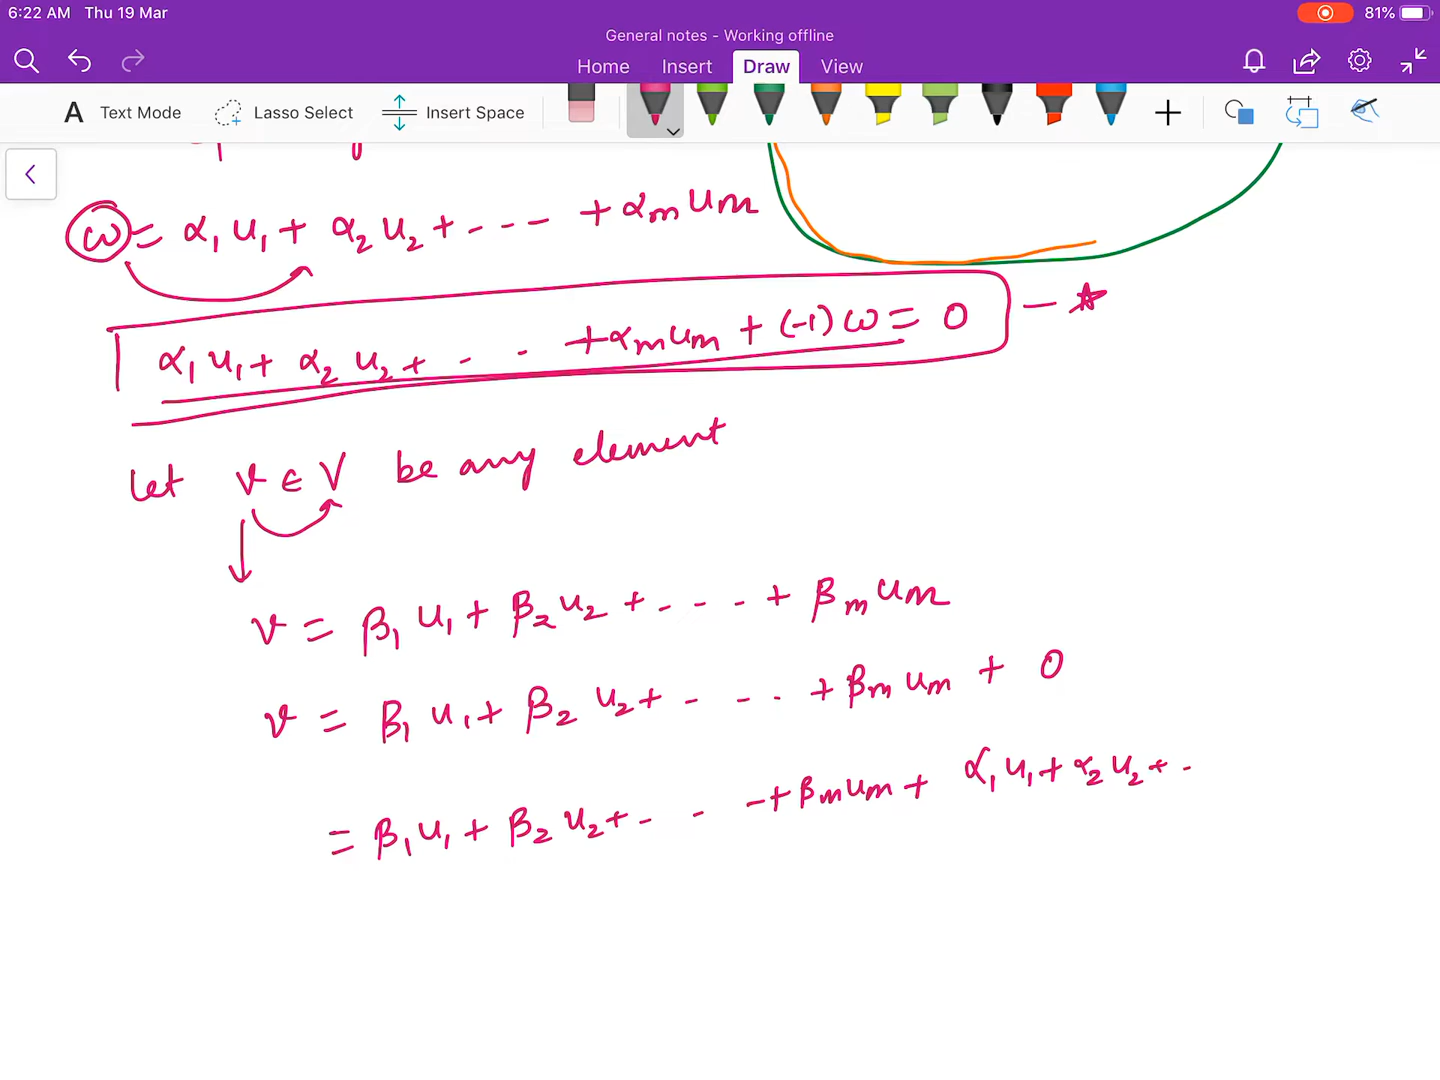 6:22 AM Thu 19 Mar 81%
General notes - Working offline
Home Insert Draw View
A Text Mode Lasso Select Insert Space
ω = α₁u₁ + α₂u₂ + - - - + αₘuₘ
α₁u₁ + α₂u₂ + - - - + αₘuₘ + (-1)ω = 0 — ☆
Let v ∈ V be any element
v = β₁u₁ + β₂u₂ + - - - + βₘuₘ
v = β₁u₁ + β₂u₂ + - - - + βₘuₘ + 0
= β₁u₁ + β₂u₂ + - - - + βₘuₘ + α₁u₁ + α₂u₂ + -